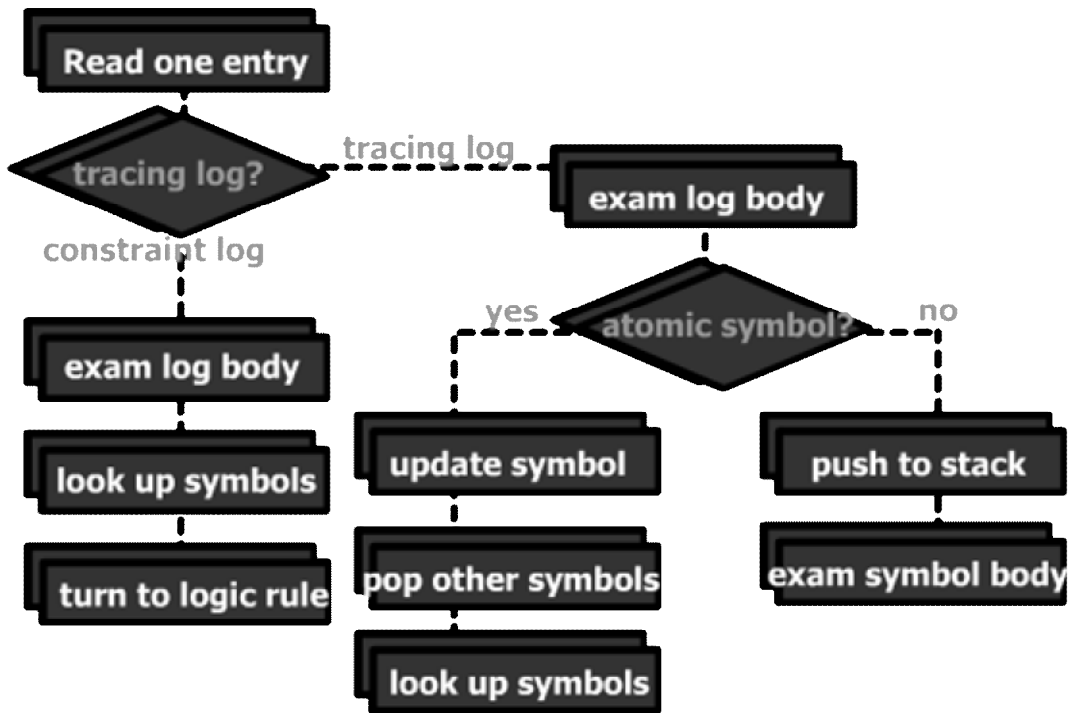 Read one entry
tracing log?
tracing log
exam log body
constraint log
yes
atomic symbol?
no
exam log body
look up symbols
turn to logic rule
update symbol
pop other symbols
look up symbols
push to stack
exam symbol body